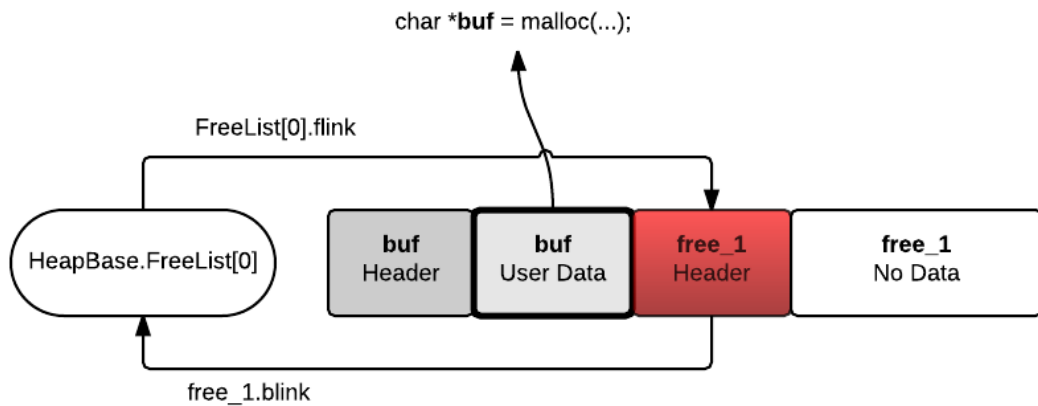 char *buf = malloc(...);
FreeList[0].flink
HeapBase.FreeList[0]
buf
Header
buf
User Data
free_1
Header
free_1
No Data
free_1.blink